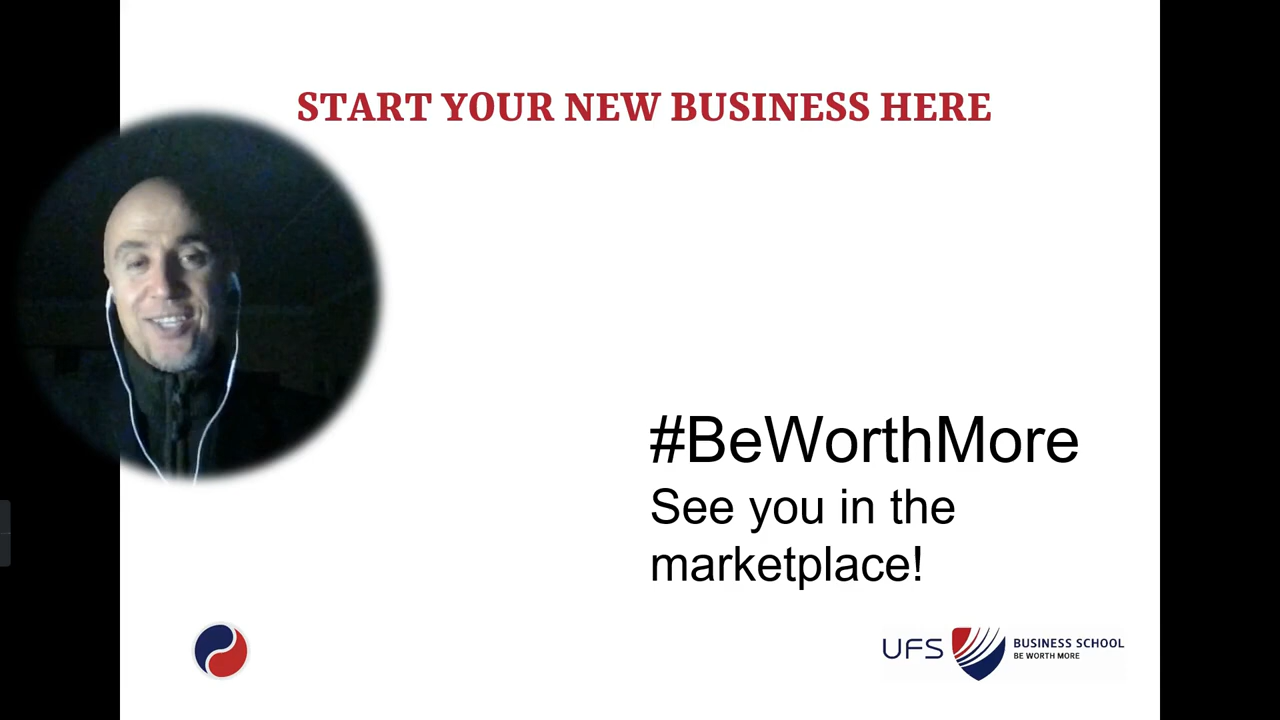 START YOUR NEW BUSINESS HERE
#BeWorthMore
See you in the
marketplace!
UFS
BUSINESS SCHOOL
BE WORTH MORE